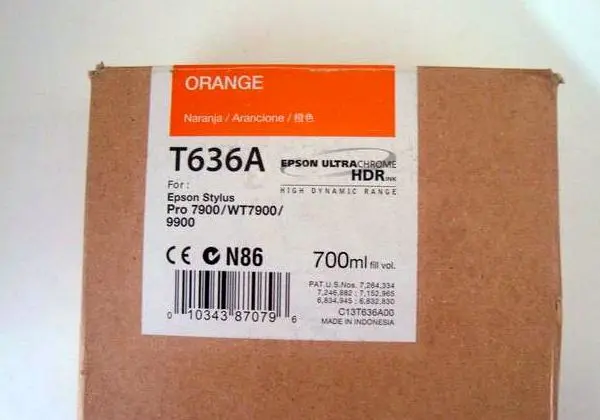 ORANGE
Naranja / Arancione / 橙色
T636A
EPSON ULTRACHROME
HDR INK
HIGH DYNAMIC RANGE
For :
Epson Stylus
Pro 7900/WT7900/
9900
CE N86
700ml fill vol.
PAT.U.S.Nos. 7,264,334
7,246,882 ; 7,152,965
6,834,945 ; 6,832,830
C13T636A00
MADE IN INDONESIA
0 10343 87079 6